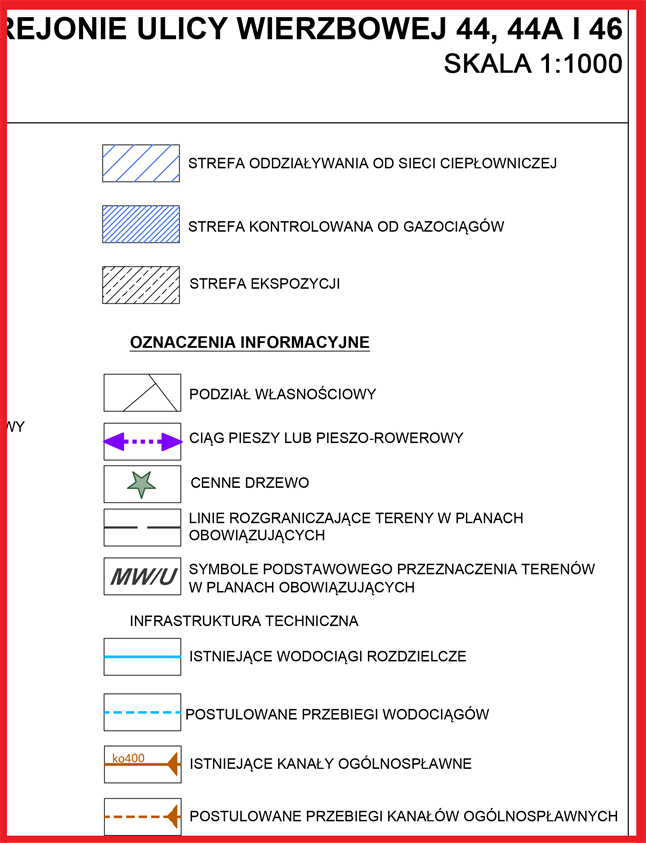 REJONIE ULICY WIERZBOWEJ 44, 44A I 46
SKALA 1:1000
STREFA ODDZIAŁYWANIA OD SIECI CIEPŁOWNICZEJ
STREFA KONTROLOWANA OD GAZOCIĄGÓW
STREFA EKSPOZYCJI
OZNACZENIA INFORMACYJNE
PODZIAŁ WŁASNOŚCIOWY
WY
CIĄG PIESZY LUB PIESZO-ROWEROWY
CENNE DRZEWO
LINIE ROZGRANICZAJĄCE TERENY W PLANACH
OBOWIĄZUJĄCYCH
MW/U
SYMBOLE PODSTAWOWEGO PRZEZNACZENIA TERENÓW
W PLANACH OBOWIĄZUJĄCYCH
INFRASTRUKTURA TECHNICZNA
ISTNIEJĄCE WODOCIĄGI ROZDZIELCZE
POSTULOWANE PRZEBIEGI WODOCIĄGÓW
ko400
ISTNIEJĄCE KANAŁY OGÓLNOSPŁAWNE
POSTULOWANE PRZEBIEGI KANAŁÓW OGÓLNOSPŁAWNYCH